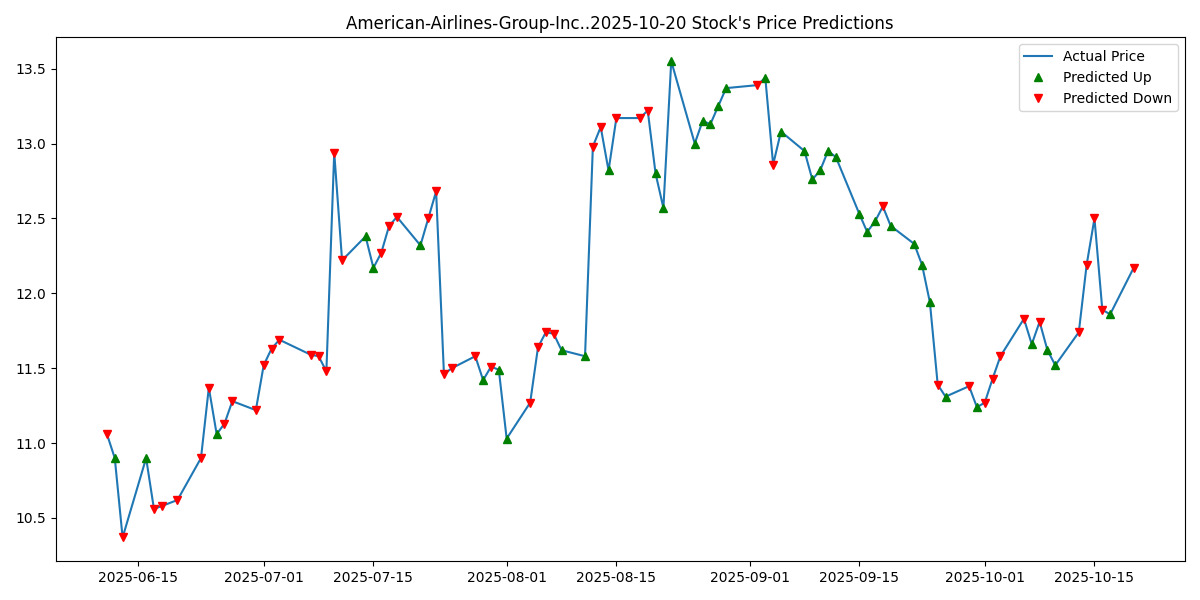 American-Airlines-Group-Inc..2025-10-20 Stock's Price Predictions
Actual Price
Predicted Up
Predicted Down
13.5
13.0
12.5
12.0
11.5
11.0
10.5
2025-06-15 2025-07-01 2025-07-15 2025-08-01 2025-08-15 2025-09-01 2025-09-15 2025-10-01 2025-10-15